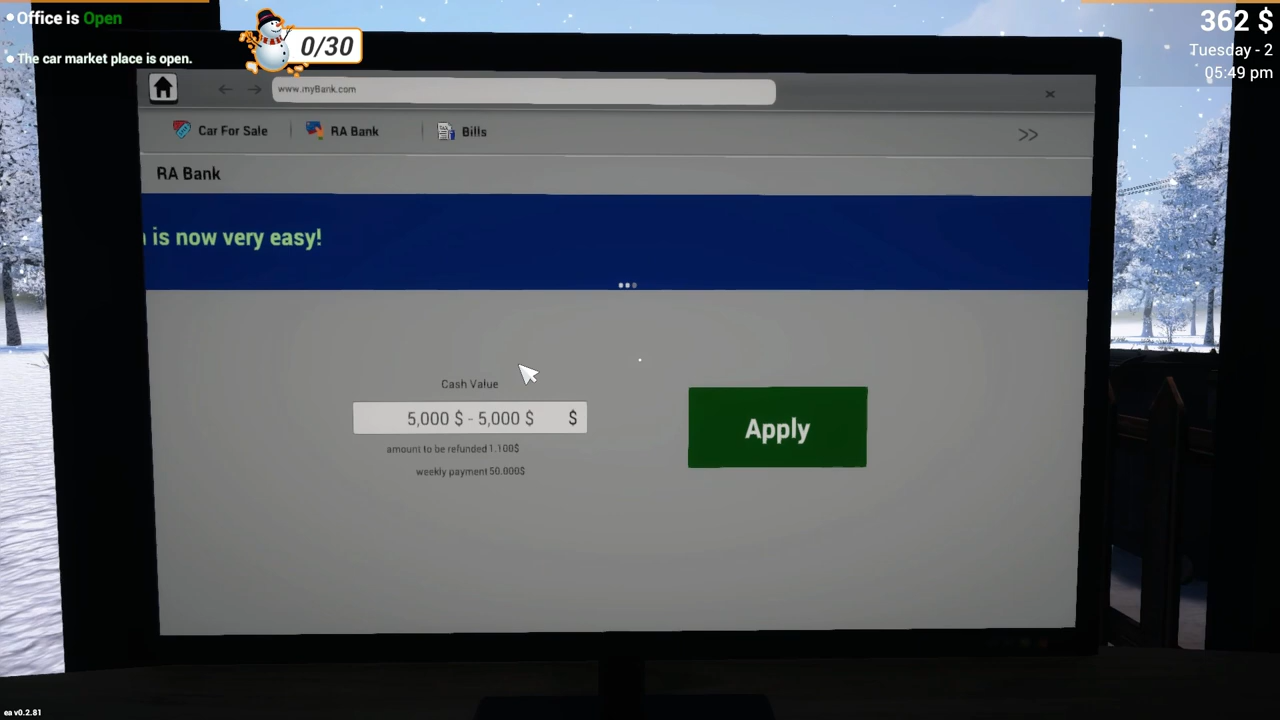 Office is Open
The car market place is open.
0/30
362 $
Tuesday - 2
05:49 pm
www.myBank.com
Car For Sale
RA Bank
Bills
>>
RA Bank
is now very easy!
Cash Value
5,000 $ - 5,000 $ $
amount to be refunded 1.100$
weekly payment 50.000$
Apply
ea v0.2.81